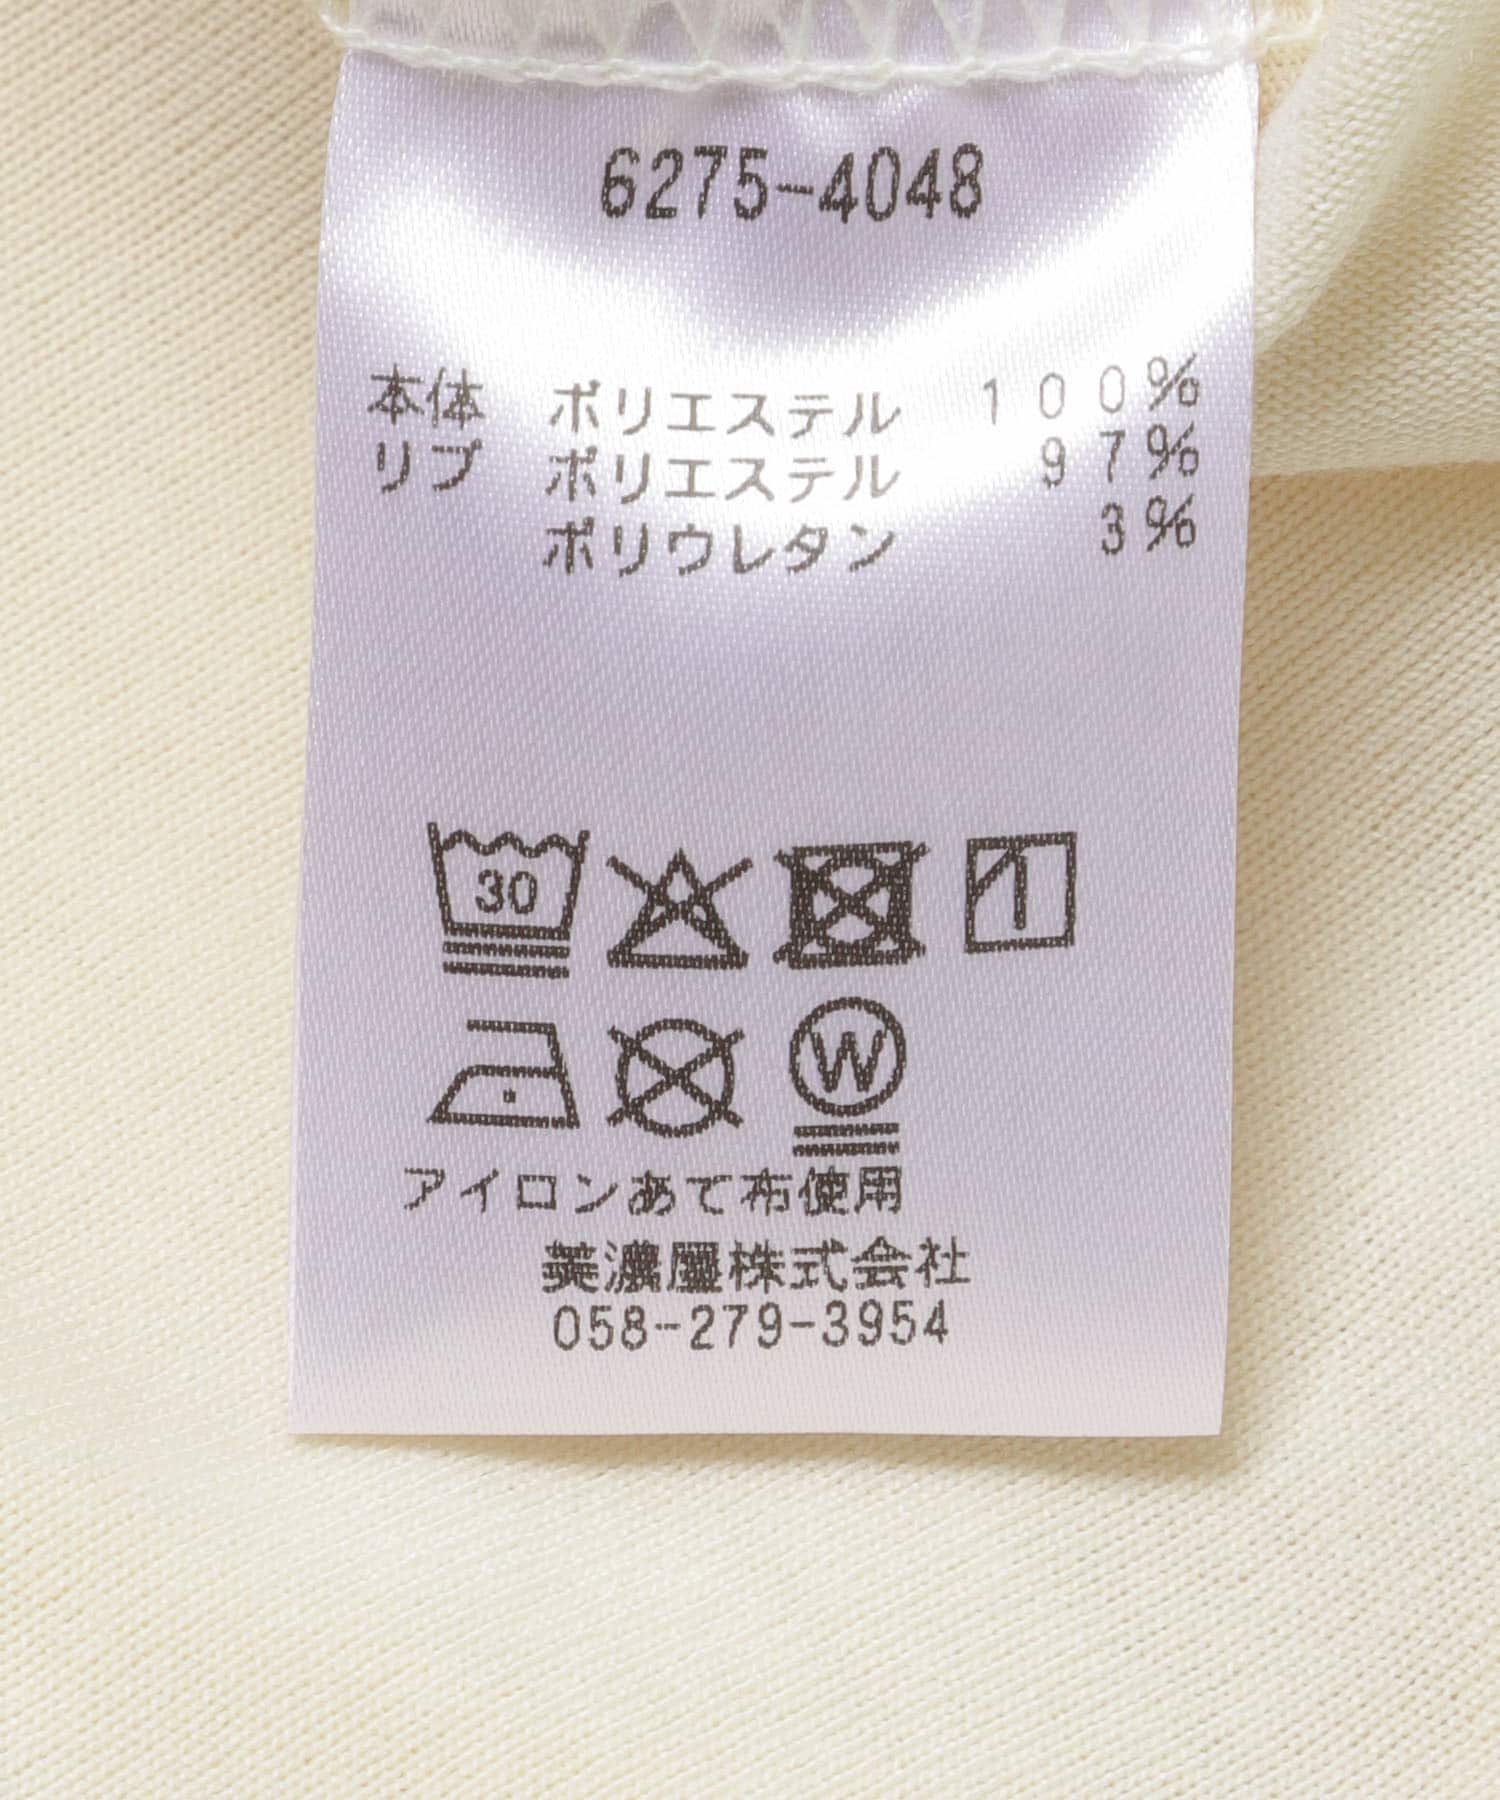 6275-4048
本体 ポリエステル 100%
リブ ポリエステル 97%
ポリウレタン 3%
30
W
アイロンあて布使用
美濃屋株式会社
058-279-3954